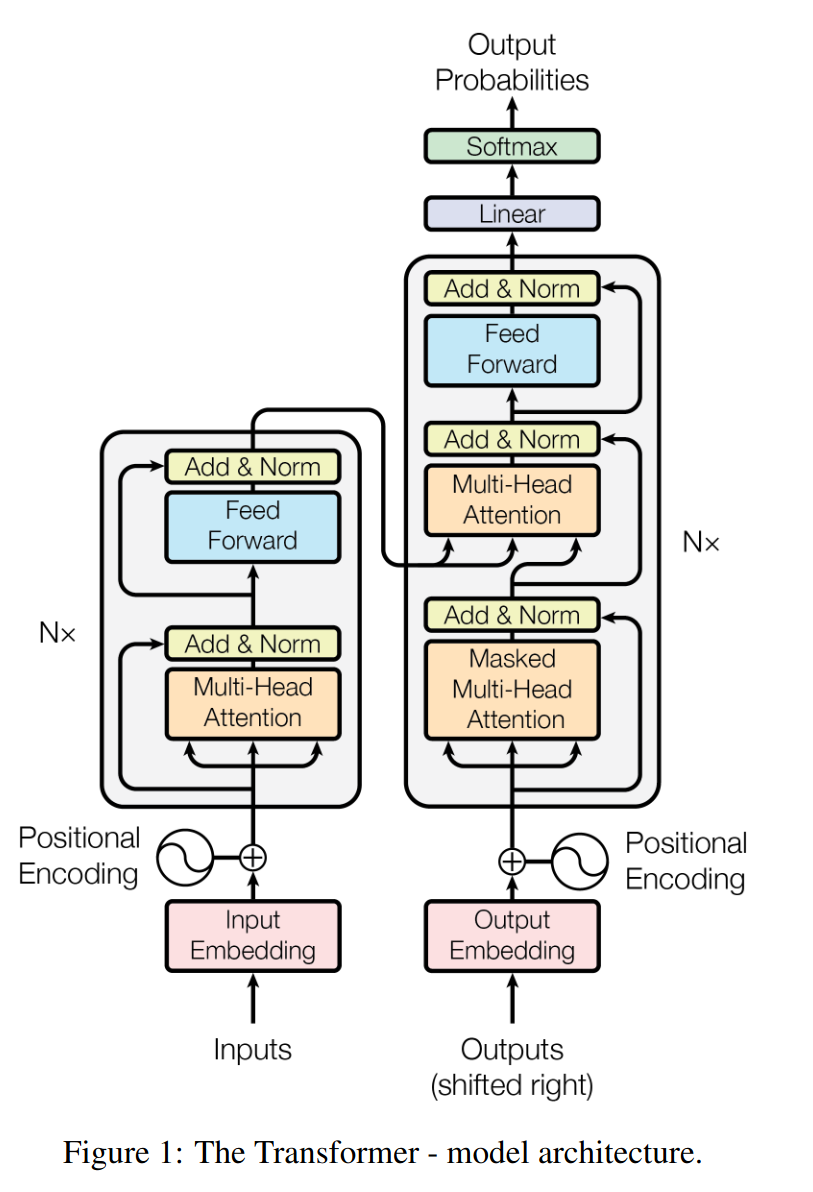 Output
Probabilities
Softmax
Linear
Add & Norm
Feed
Forward
Add & Norm
Multi-Head
Attention
Add & Norm
Masked
Multi-Head
Attention
Nx
Add & Norm
Feed
Forward
Add & Norm
Multi-Head
Attention
Nx
Positional
Encoding
Positional
Encoding
Input
Embedding
Output
Embedding
Inputs
Outputs
(shifted right)
Figure 1: The Transformer - model architecture.